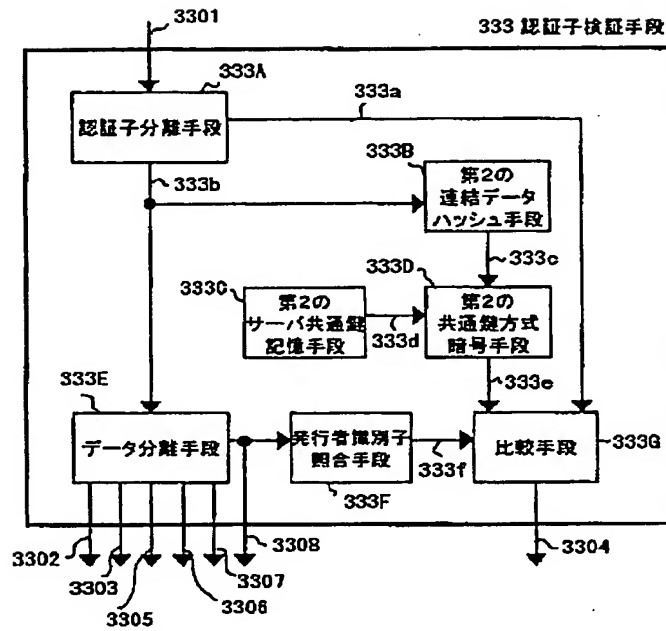 3301
333 認証子検証手段
333A
333a
認証子分離手段
333b
333B
第2の
連結データ
ハッシュ手段
333c
333C
333D
第2の
サーバ共通鍵
記憶手段
333d
第2の
共通鍵方式
暗号手段
333E
333e
データ分離手段
発行者識別子
照合手段
333f
比較手段
333G
333F
3302
3303
3305
3306
3307
3308
3304